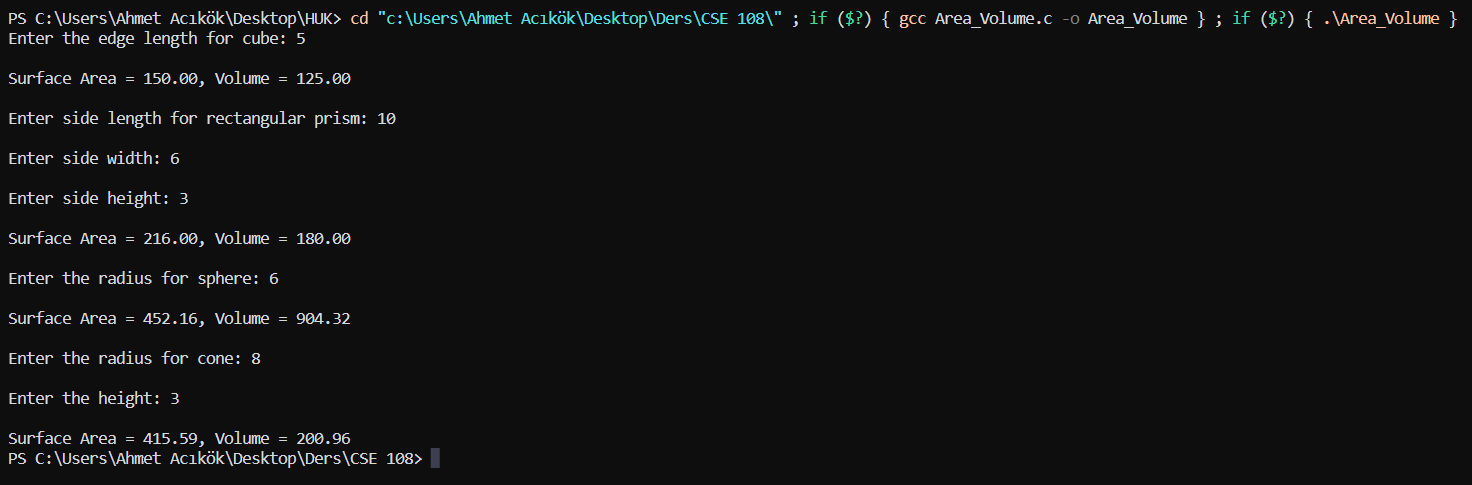 PS C:\Users\Ahmet Acıkök\Desktop\HUK> cd "c:\Users\Ahmet Acıkök\Desktop\Ders\CSE 108\" ; if ($?) { gcc Area_Volume.c -o Area_Volume } ; if ($?) { .\Area_Volume }
Enter the edge length for cube: 5
Surface Area = 150.00, Volume = 125.00
Enter side length for rectangular prism: 10
Enter side width: 6
Enter side height: 3
Surface Area = 216.00, Volume = 180.00
Enter the radius for sphere: 6
Surface Area = 452.16, Volume = 904.32
Enter the radius for cone: 8
Enter the height: 3
Surface Area = 415.59, Volume = 200.96
PS C:\Users\Ahmet Acıkök\Desktop\Ders\CSE 108>